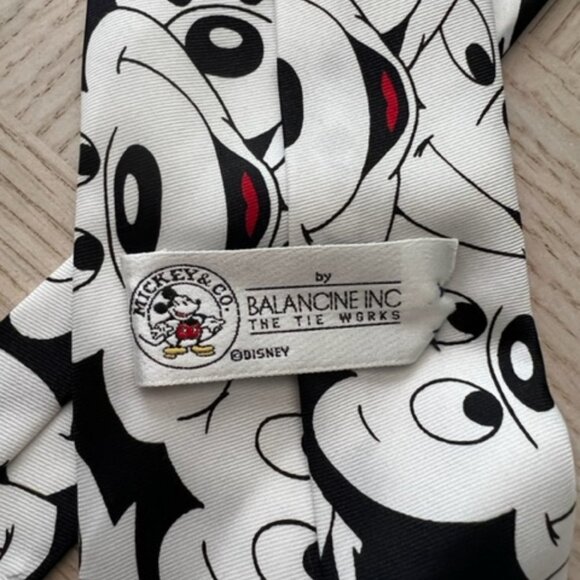 MICKEY & CO.
by
BALANCINE INC
THE TIE WORKS
©DISNEY